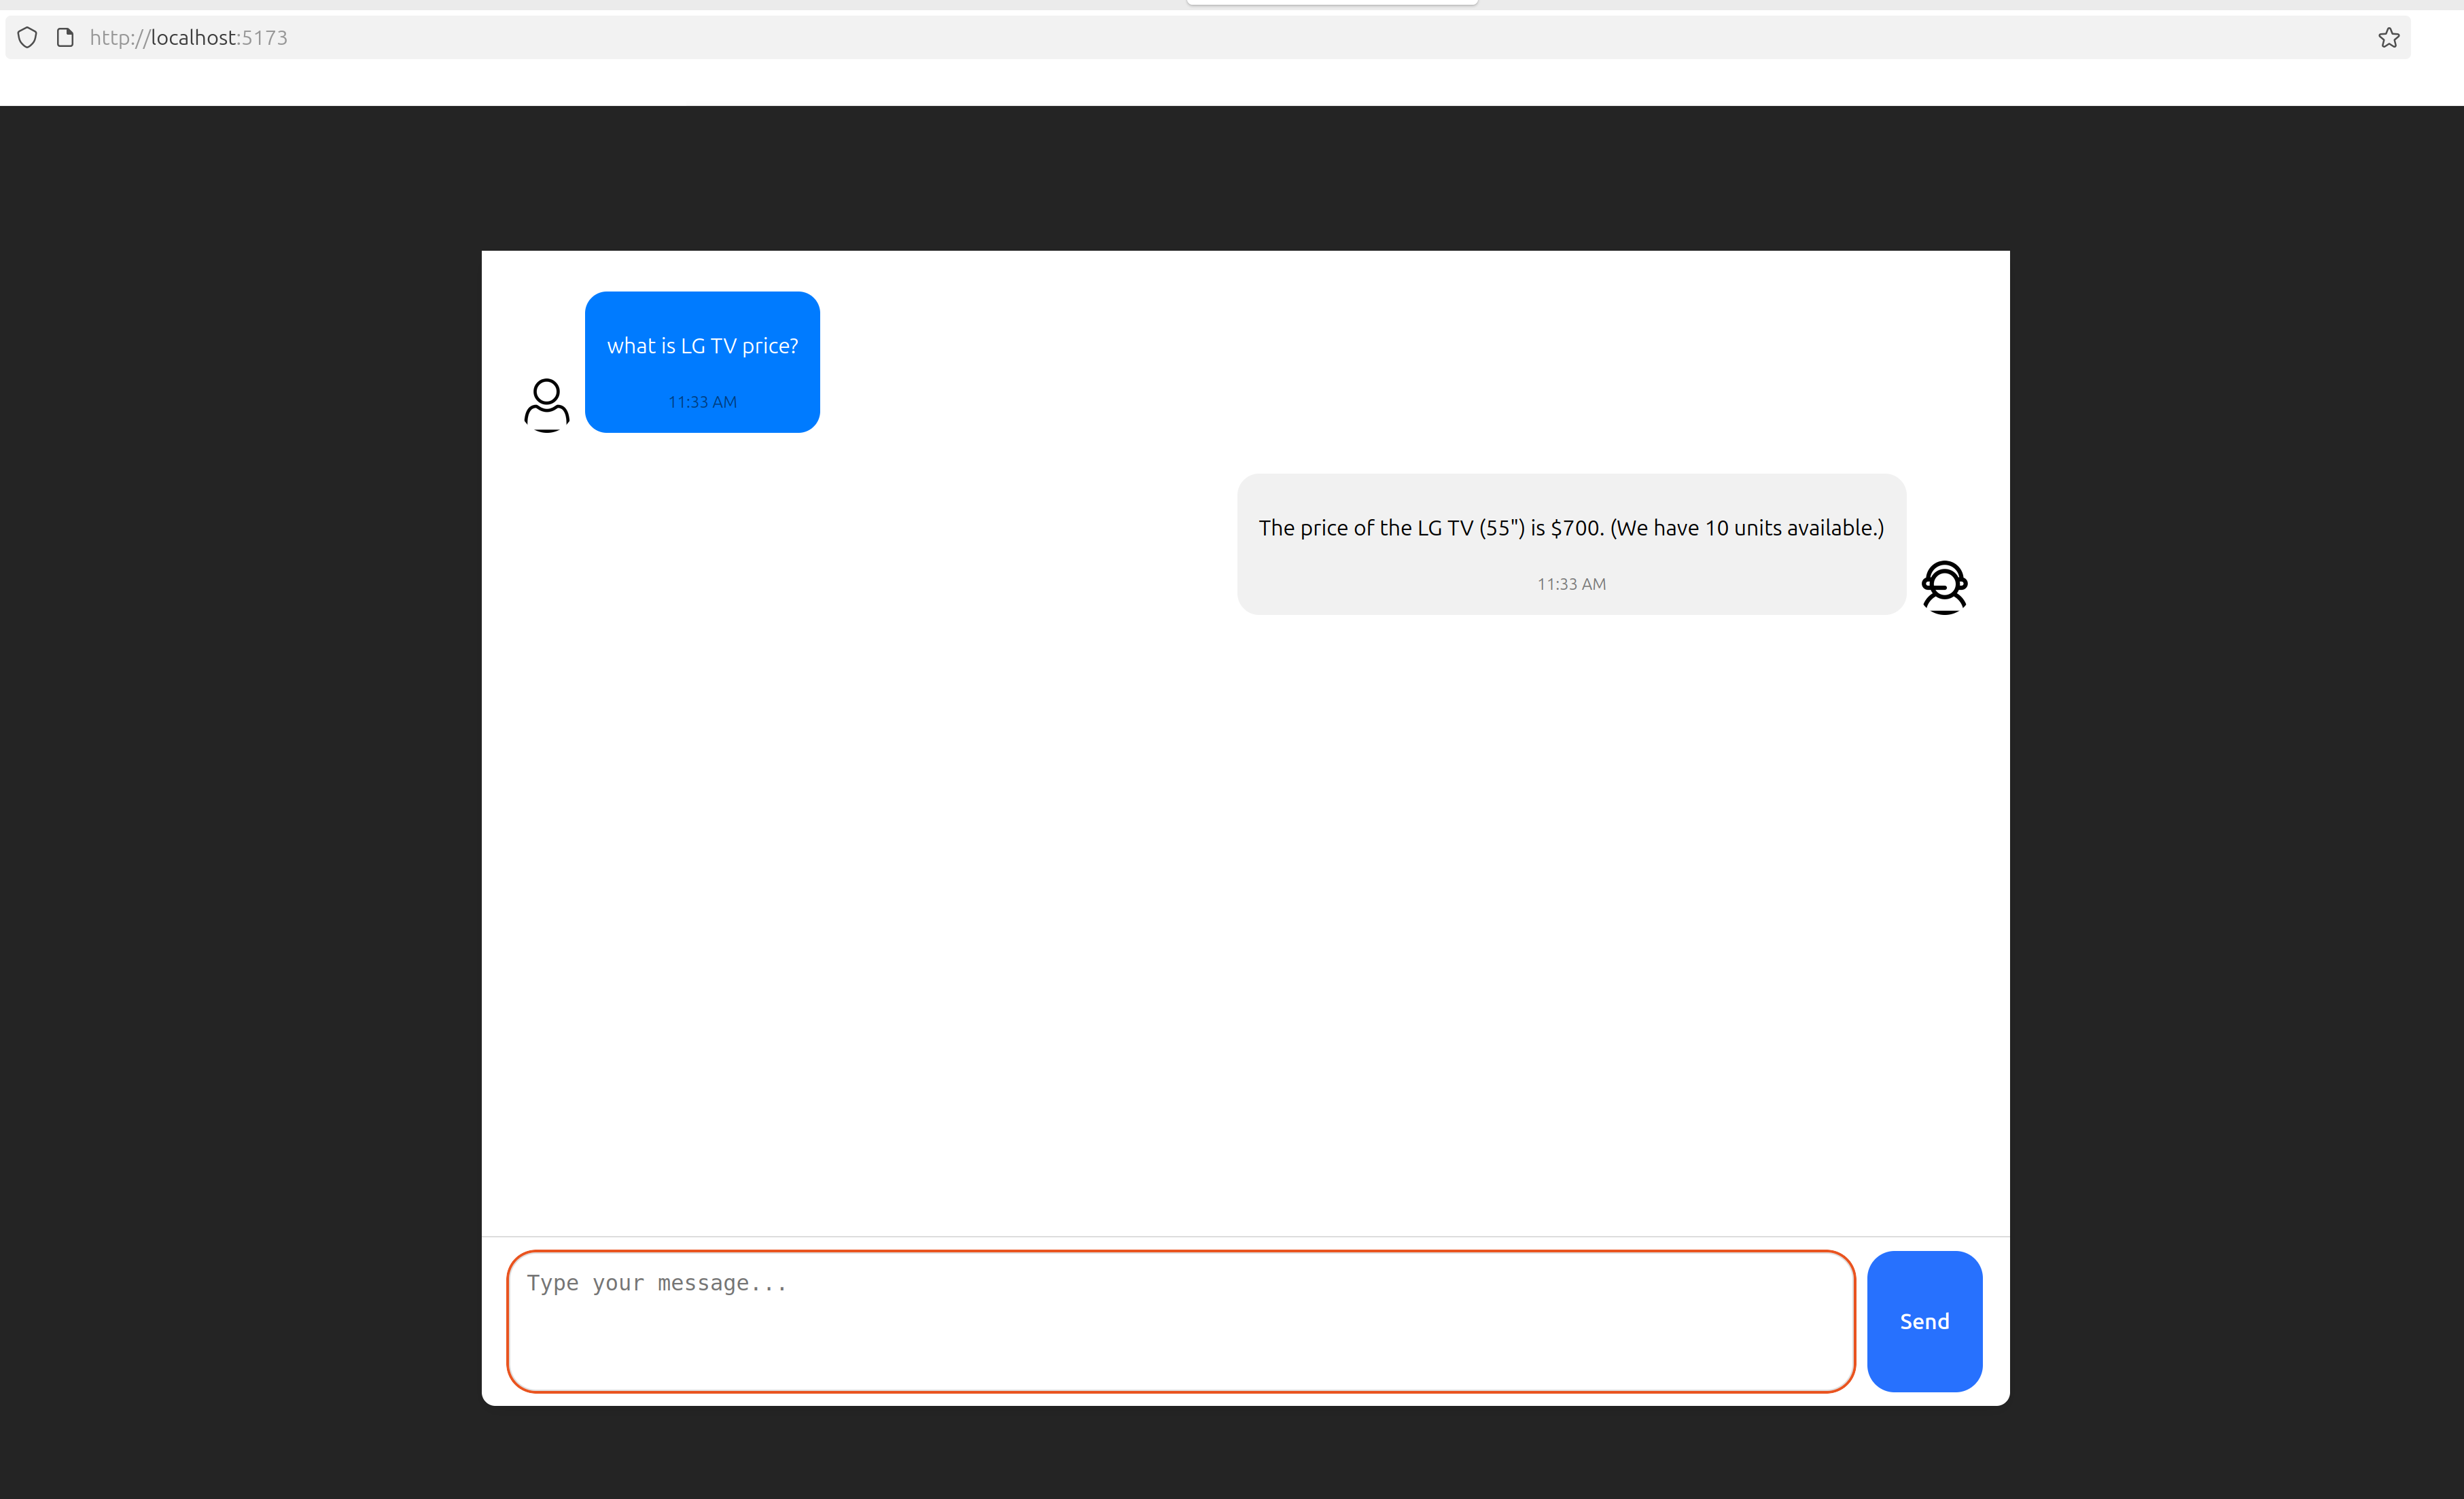 http://localhost:5173
what is LG TV price?
11:33 AM
The price of the LG TV (55") is $700. (We have 10 units available.)
11:33 AM
Type your message...
Send